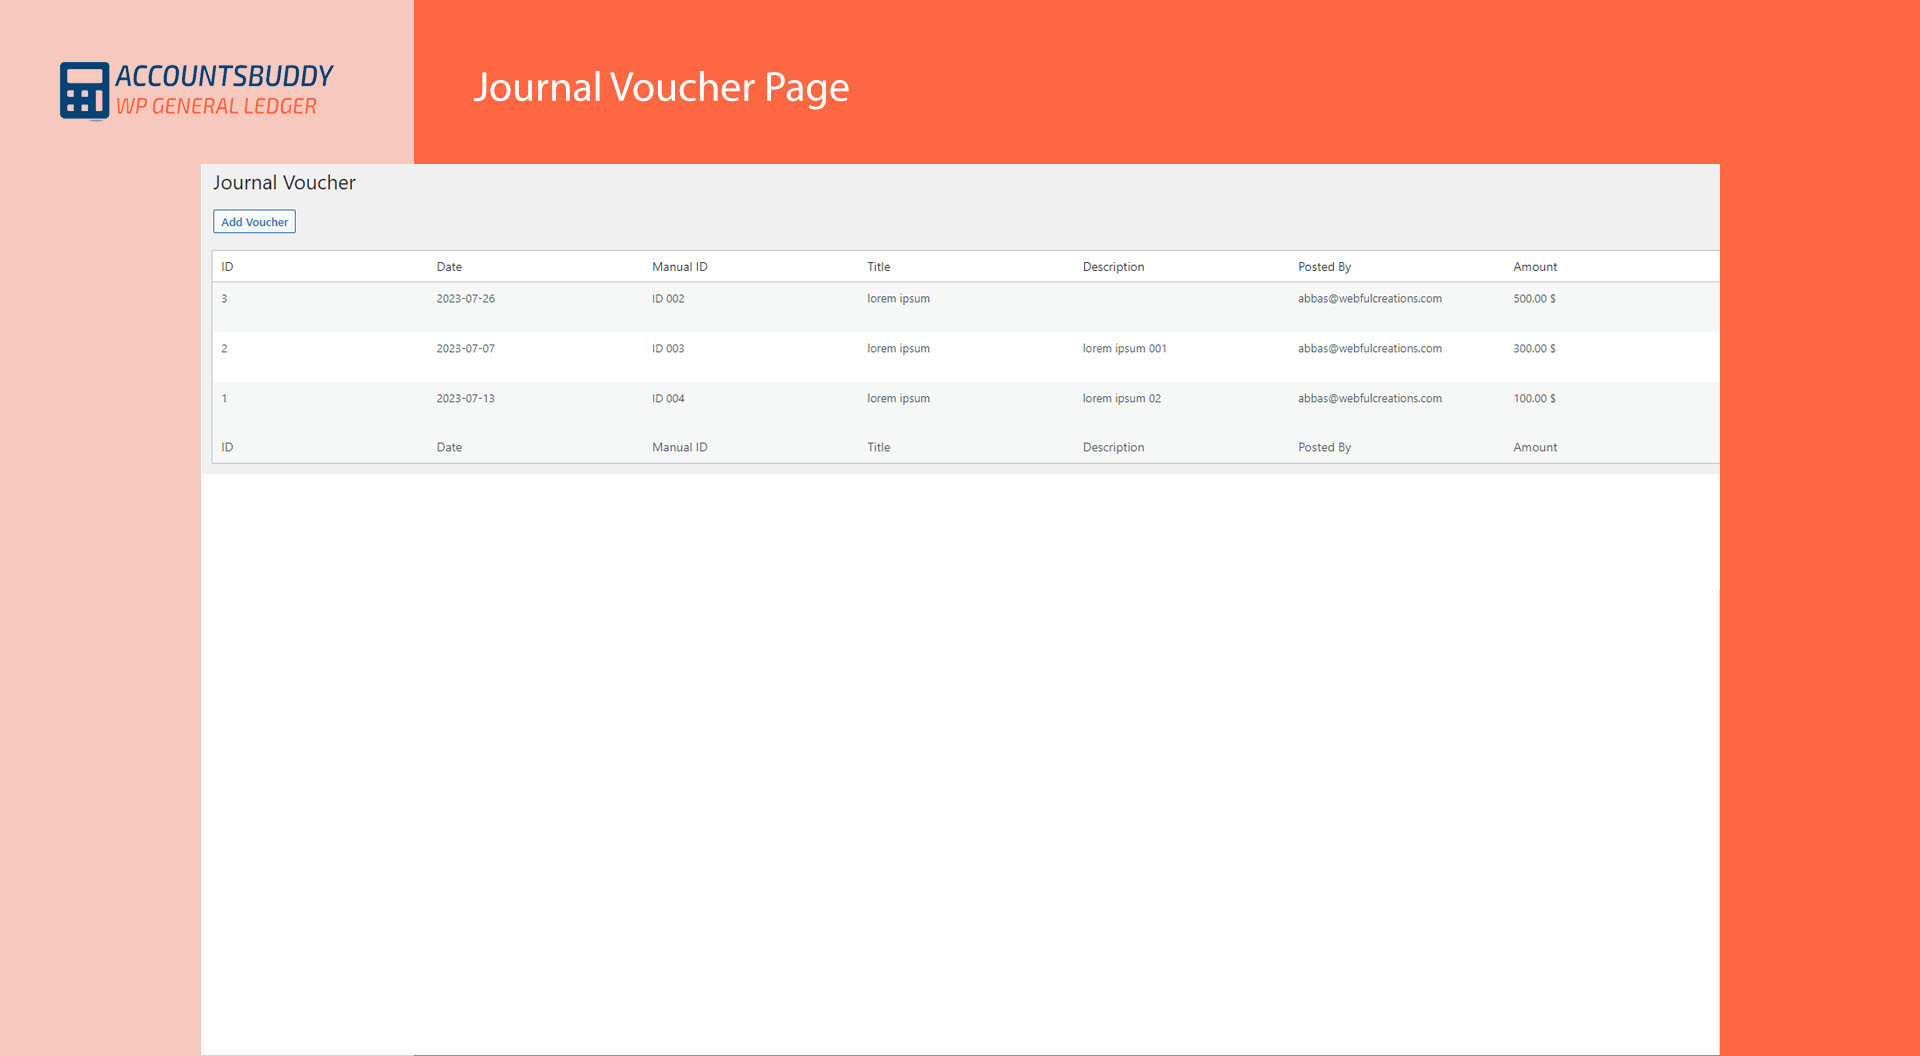 ACCOUNTSBUDDY
WP GENERAL LEDGER
Journal Voucher Page
Journal Voucher
Add Voucher
ID Date Manual ID Title Description Posted By Amount
3 2023-07-26 ID 002 lorem ipsum abbas@webfulcreations.com 500.00 $
2 2023-07-07 ID 003 lorem ipsum lorem ipsum 001 abbas@webfulcreations.com 300.00 $
1 2023-07-13 ID 004 lorem ipsum lorem ipsum 02 abbas@webfulcreations.com 100.00 $
ID Date Manual ID Title Description Posted By Amount